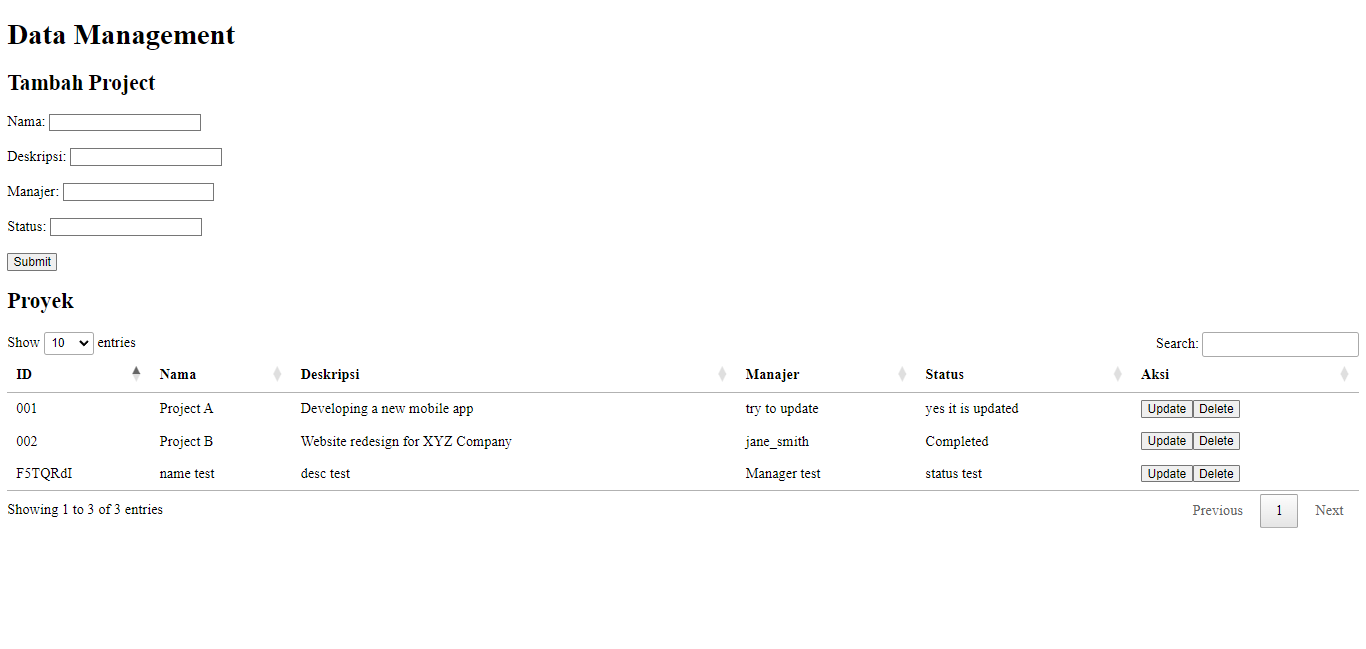 Data Management
Tambah Project
Nama:
Deskripsi:
Manajer:
Status:
Submit
Proyek
Show 10 entries Search:
ID Nama Deskripsi Manajer Status Aksi
001 Project A Developing a new mobile app try to update yes it is updated Update Delete
002 Project B Website redesign for XYZ Company jane_smith Completed Update Delete
F5TQRdI name test desc test Manager test status test Update Delete
Showing 1 to 3 of 3 entries Previous 1 Next